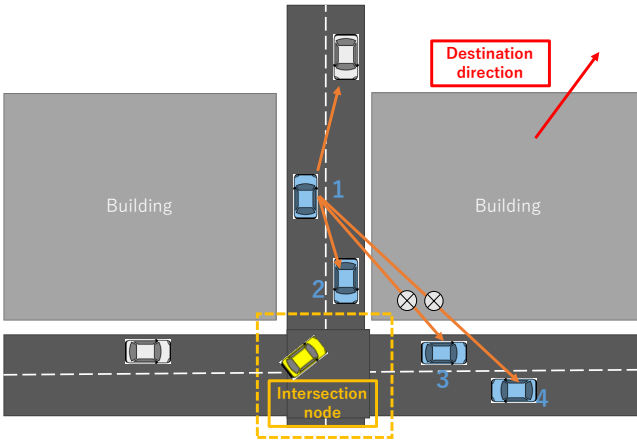 Destination
direction
Building
1
Building
2
3
4
Intersection
node